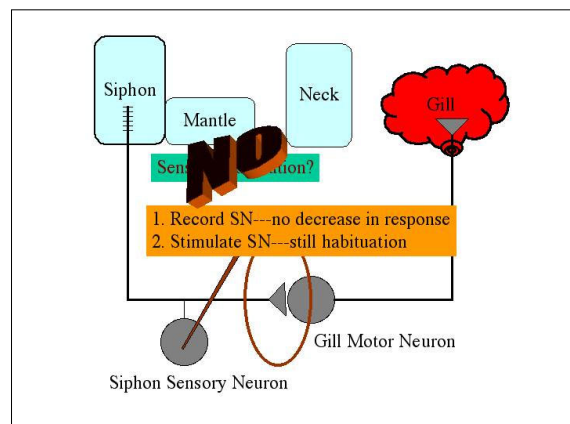 Siphon
Mantle
Neck
Gill
NO
1. Record SN---no decrease in response
2. Stimulate SN---still habituation
Gill Motor Neuron
Siphon Sensory Neuron